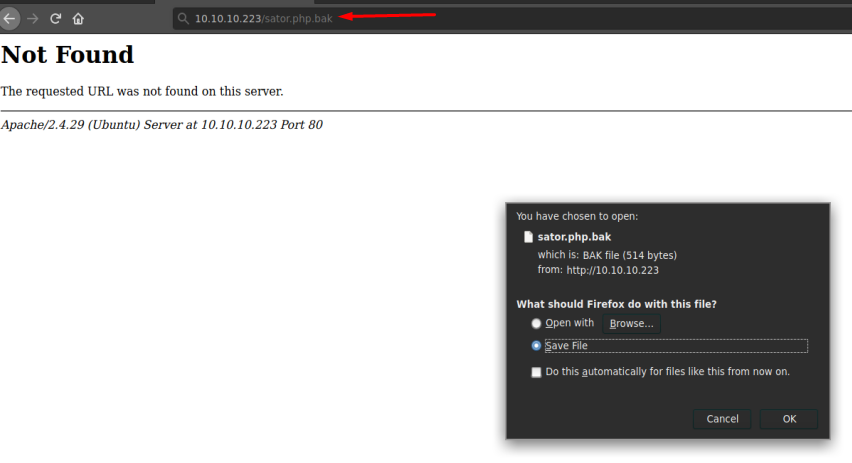 10.10.10.223/sator.php.bak
Not Found
The requested URL was not found on this server.
Apache/2.4.29 (Ubuntu) Server at 10.10.10.223 Port 80
You have chosen to open:
sator.php.bak
which is: BAK file (514 bytes)
from: http://10.10.10.223
What should Firefox do with this file?
Open with Browse...
Save File
Do this automatically for files like this from now on.
Cancel OK